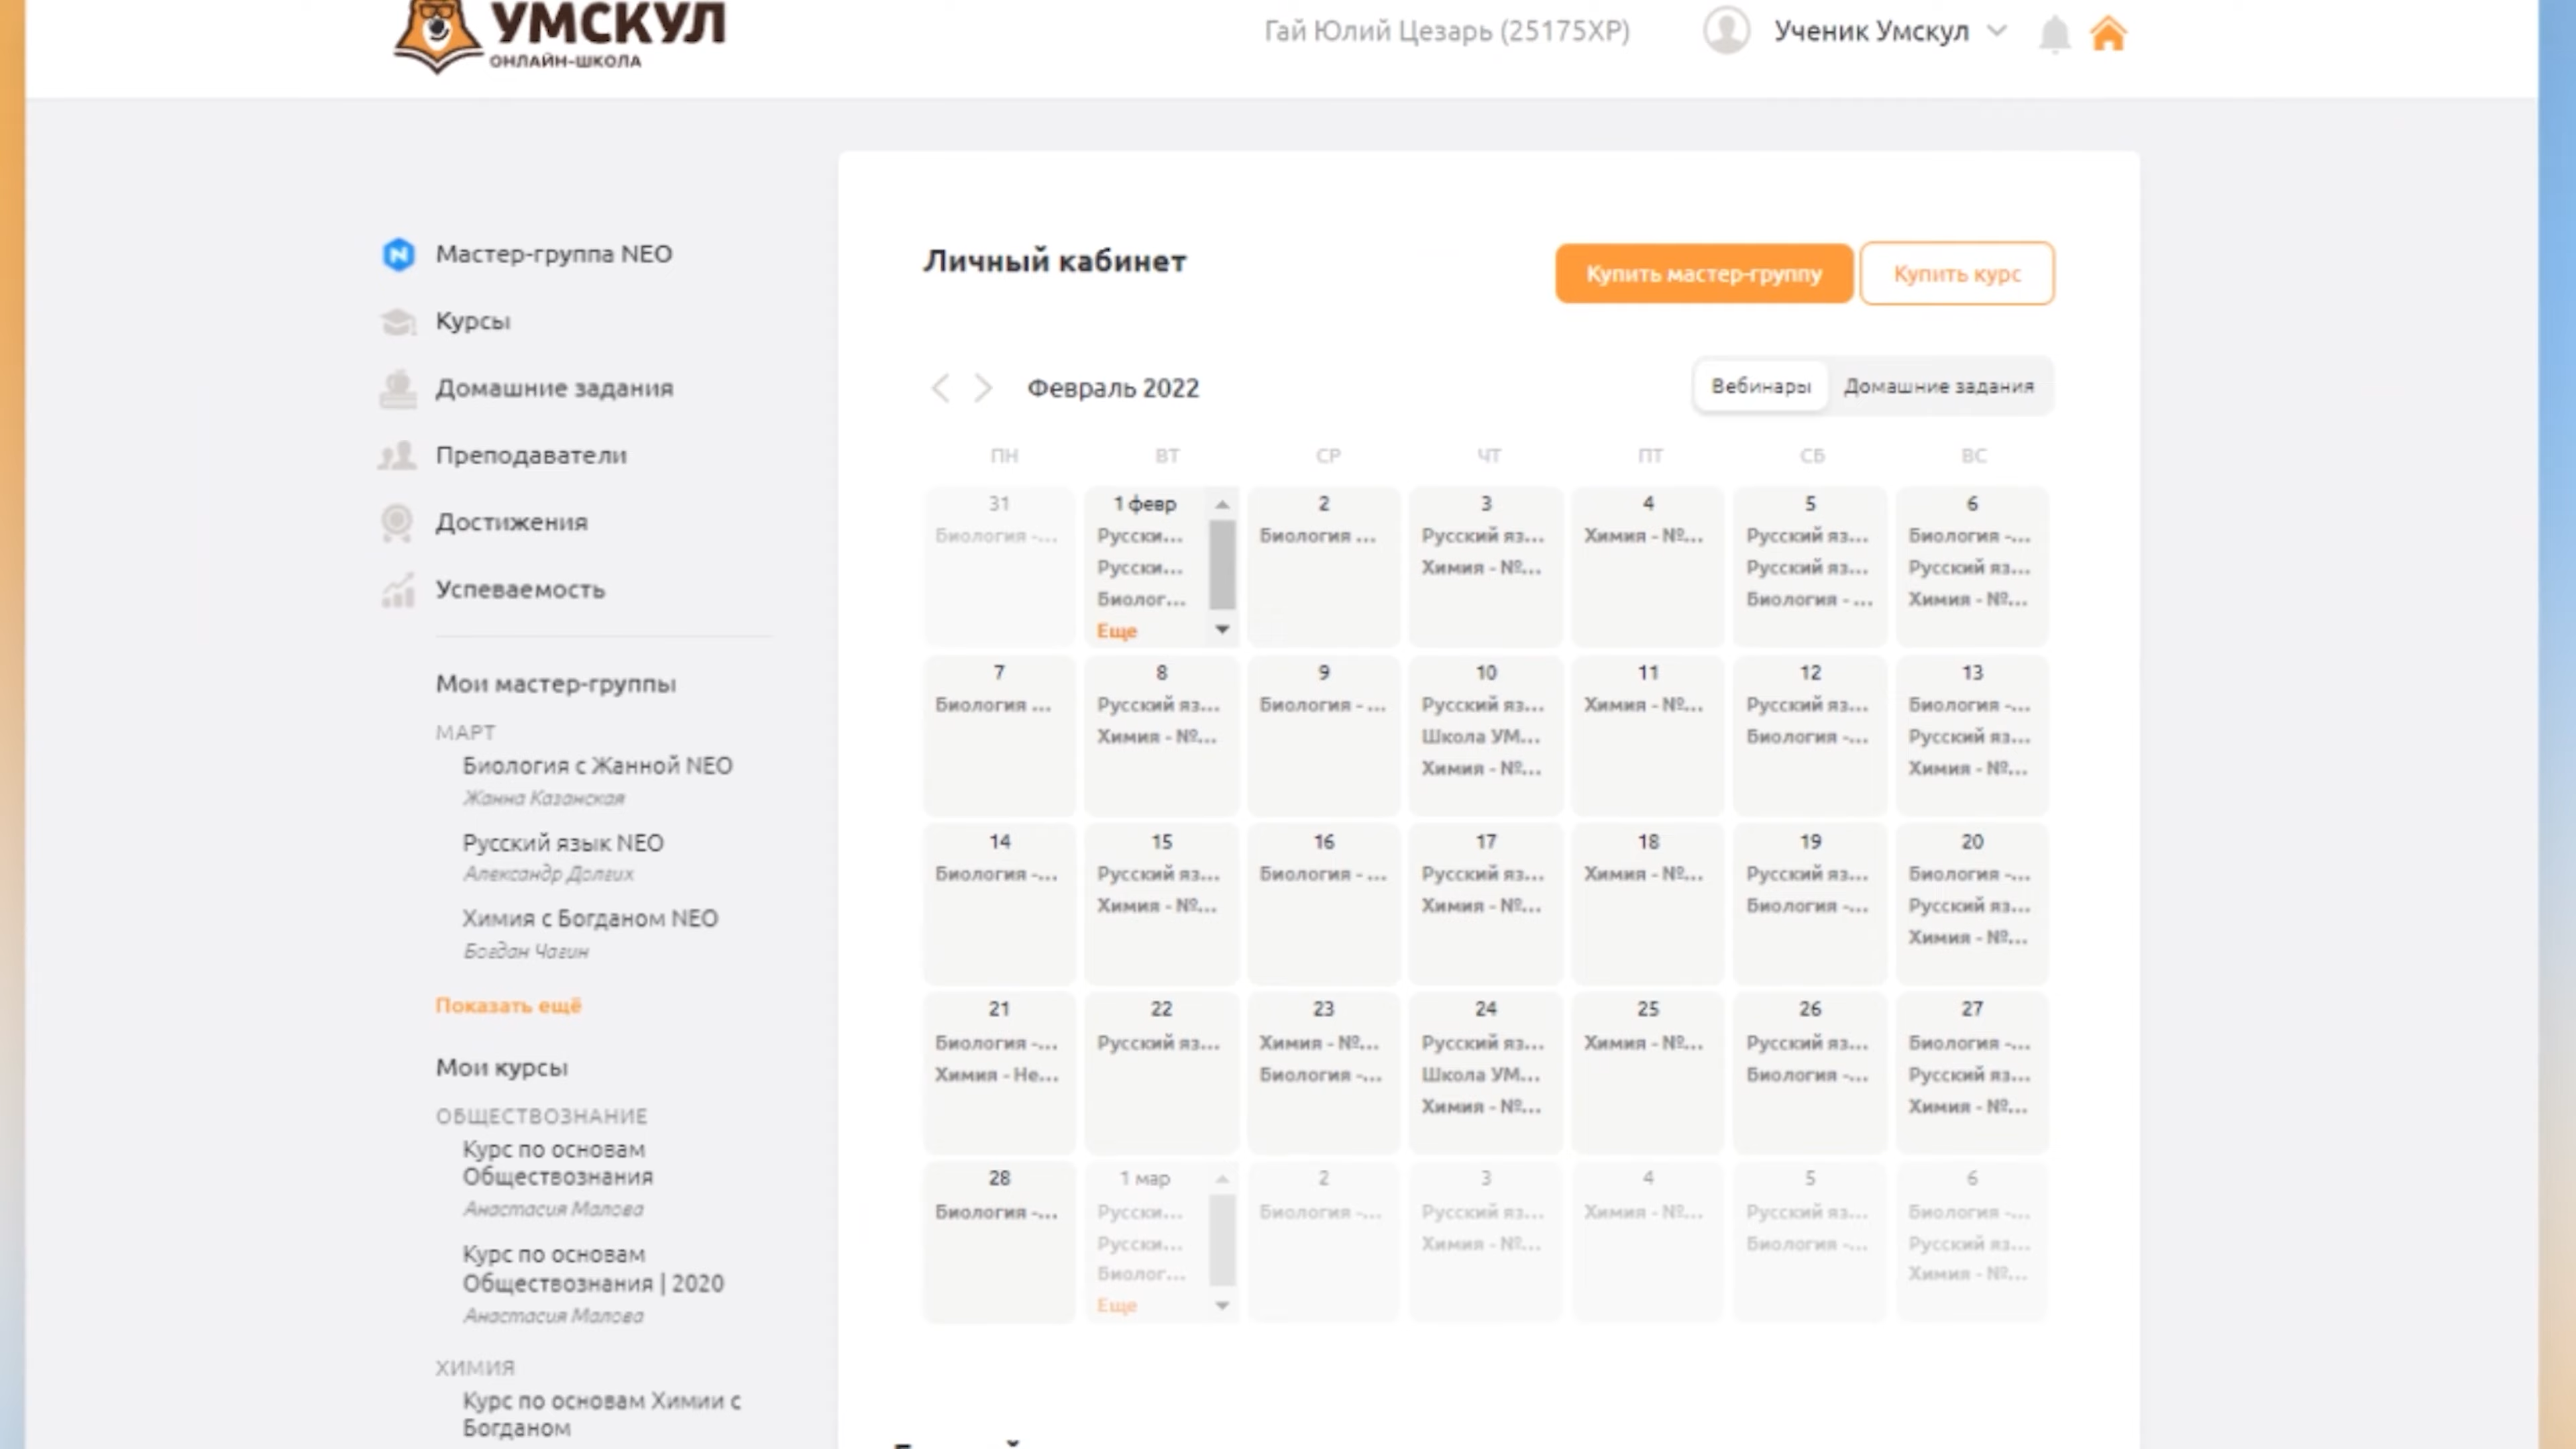 УМСКУЛ
ОНЛАЙН-ШКОЛА
Гай Юлий Цезарь (25175XP)
Ученик Умскул
Мастер-группа NEO
Курсы
Домашние задания
Преподаватели
Достижения
Успеваемость
Мои мастер-группы
МАРТ
Биология с Жанной NEO
Жанна Казанская
Русский язык NEO
Александр Долгих
Химия с Богданом NEO
Богдан Чагин
Показать ещё
Мои курсы
ОБЩЕСТВОЗНАНИЕ
Курс по основам
Обществознания
Анастасия Малова
Курс по основам
Обществознания | 2020
Анастасия Малова
ХИМИЯ
Курс по основам Химии с
Богданом
Личный кабинет
Купить мастер-группу
Купить курс
Февраль 2022
Вебинары
Домашние задания
ПН ВТ СР ЧТ ПТ СБ ВС
31
Биология -...
1 февр
Русски...
Русски...
Биолог...
Еще
2
Биология ...
3
Русский яз...
Химия - №...
4
Химия - №...
5
Русский яз...
Русский яз...
Биология - ...
6
Биология -...
Русский яз...
Химия - №...
7
Биология ...
8
Русский яз...
Химия - №...
9
Биология - ...
10
Русский яз...
Школа УМ...
Химия - №...
11
Химия - №...
12
Русский яз...
Биология -...
13
Биология -...
Русский яз...
Химия - №...
14
Биология -...
15
Русский яз...
Химия - №...
16
Биология - ...
17
Русский яз...
Химия - №...
18
Химия - №...
19
Русский яз...
Биология -...
20
Биология -...
Русский яз...
Химия - №...
21
Биология -...
Химия - Не...
22
Русский яз...
23
Химия - №...
Биология -...
24
Русский яз...
Школа УМ...
Химия - №...
25
Химия - №...
26
Русский яз...
Биология -...
27
Биология -...
Русский яз...
Химия - №...
28
Биология -...
1 мар
Русски...
Русски...
Биолог...
Еще
2
Биология -...
3
Русский яз...
Химия - №...
4
Химия - №...
5
Русский яз...
Биология -...
6
Биология -...
Русский яз...
Химия - №...